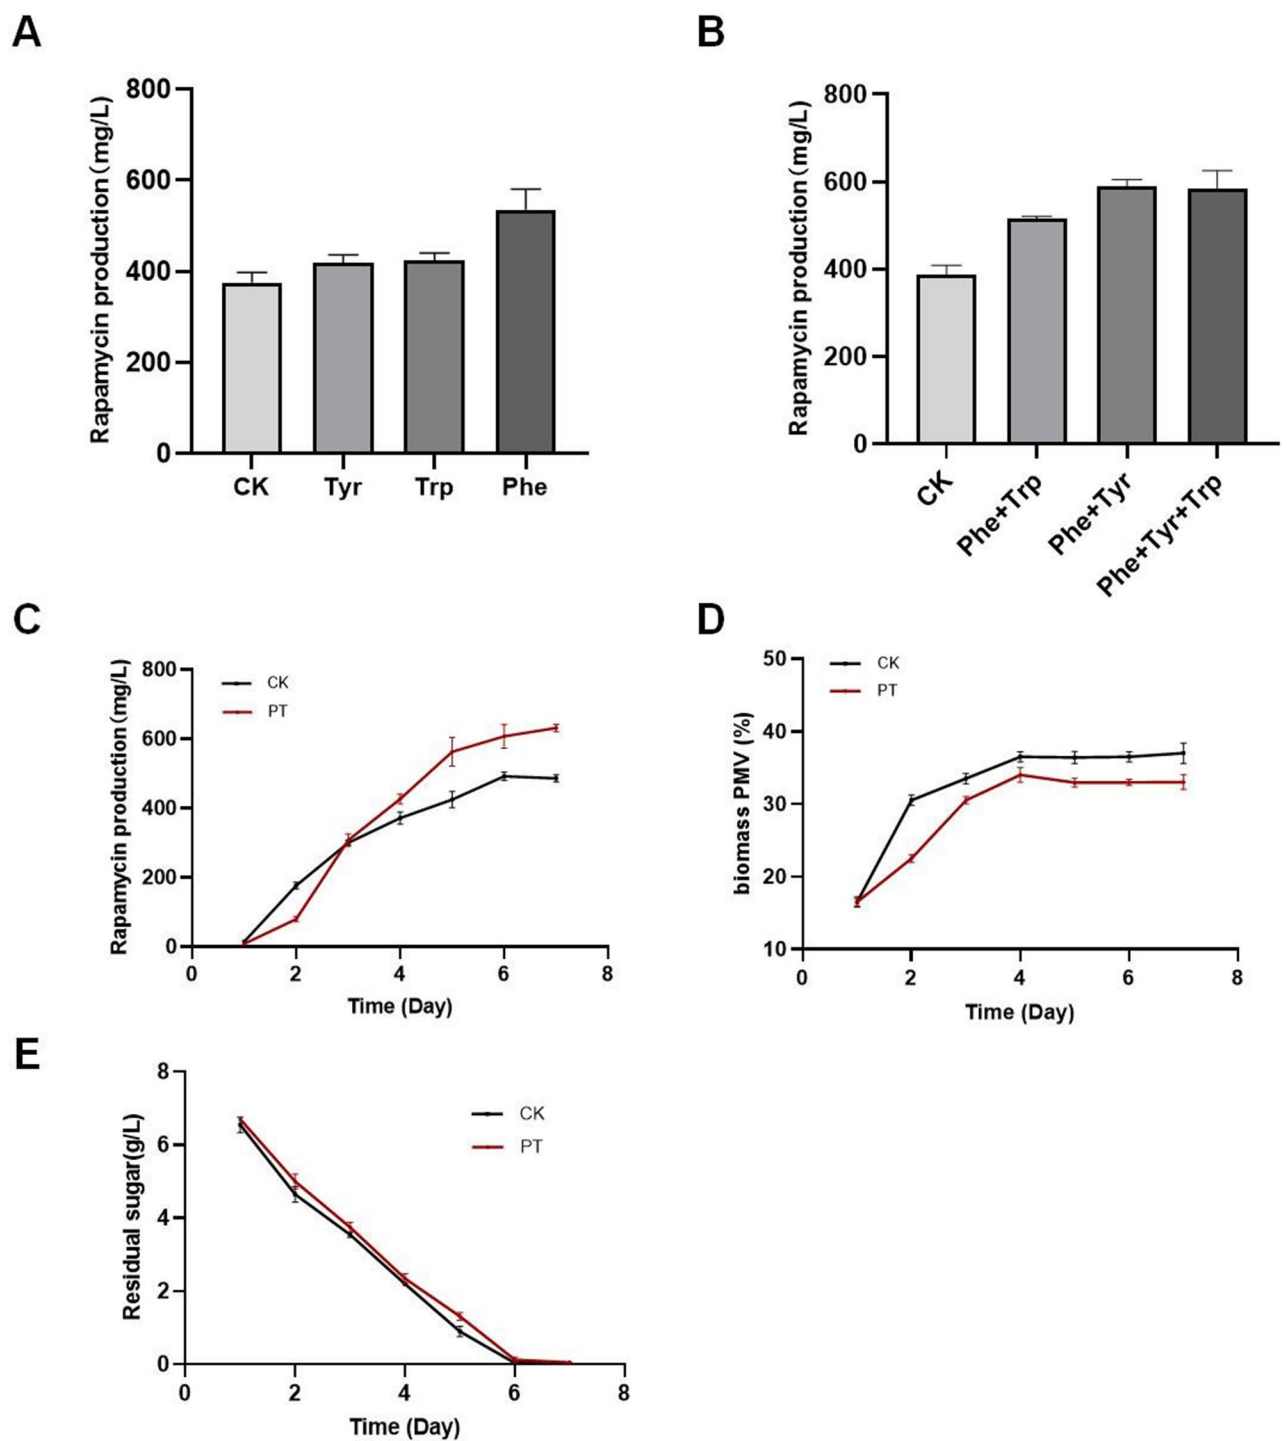 A
Rapamycin production(mg/L)
800
600
400
200
0
CK Tyr Trp Phe
B
Rapamycin production(mg/L)
800
600
400
200
0
CK
Phe+Trp
Phe+Tyr
Phe+Tyr+Trp
C
Rapamycin production(mg/L)
800
600
400
200
0
CK
PT
0 2 4 6 8
Time (Day)
D
biomass PMV (%)
50
40
30
20
10
CK
PT
0 2 4 6 8
Time (Day)
E
Residual sugar(g/L)
8
6
4
2
0
CK
PT
0 2 4 6 8
Time (Day)